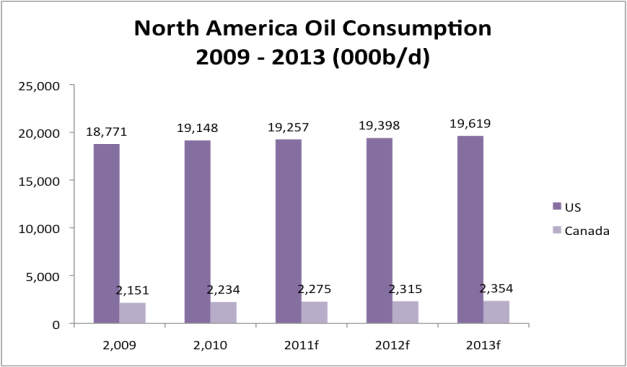 North America Oil Consumption
2009 - 2013 (000b/d)
25,000
20,000
15,000
10,000
5,000
0
18,771
19,148
19,257
19,398
19,619
2,151
2,234
2,275
2,315
2,354
2,009
2,010
2011f
2012f
2013f
US
Canada